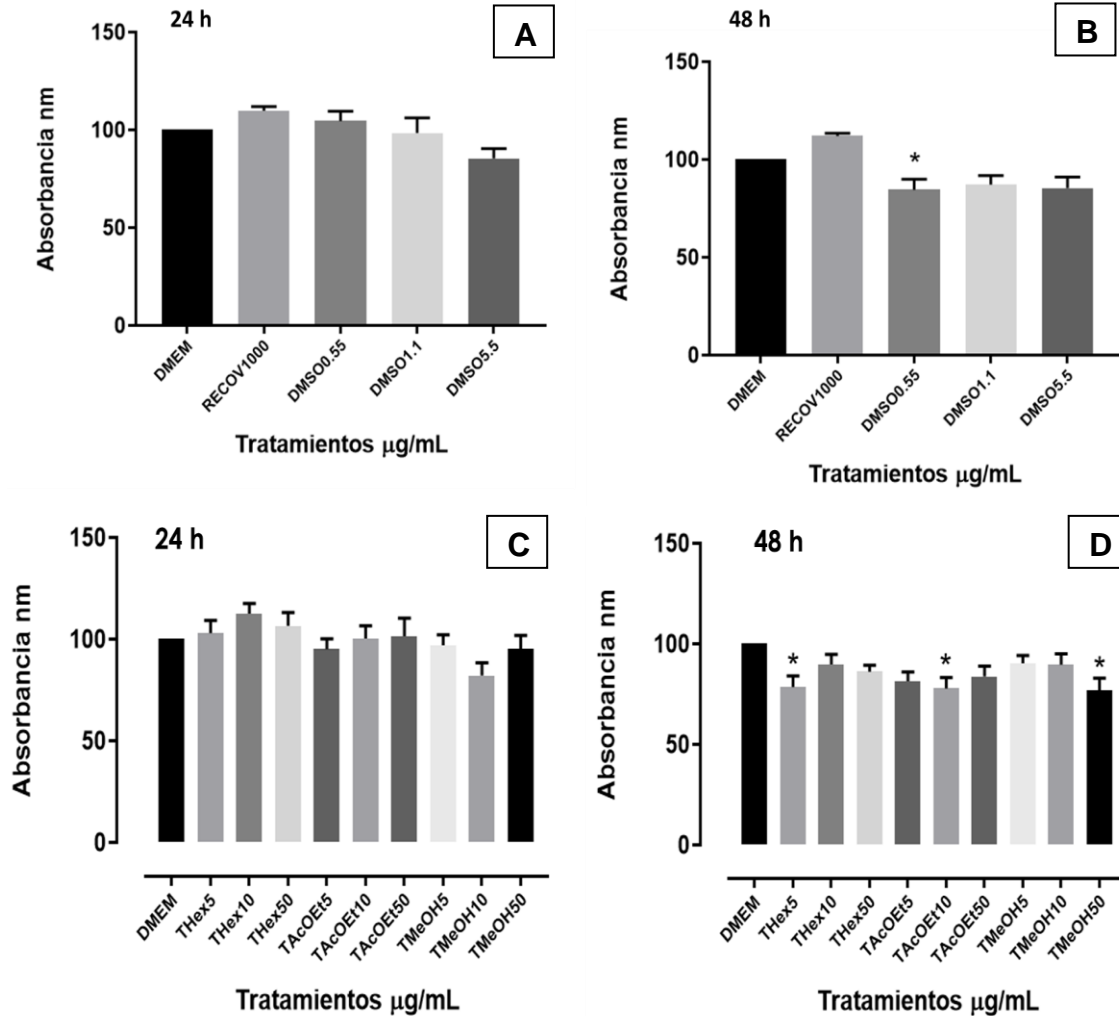 24 h
A
150
100
50
0
Absorbancia nm
DMEM
RECOV1000
DMSO0.55
DMSO1.1
DMSO5.5
Tratamientos µg/mL
48 h
B
150
100
50
0
Absorbancia nm
*
DMEM
RECOV1000
DMSO0.55
DMSO1.1
DMSO5.5
Tratamientos µg/mL
24 h
C
150
100
50
0
Absorbancia nm
DMEM
THex5
THex10
THex50
TAcOEt5
TAcOEt10
TAcOEt50
TMeOH5
TMeOH10
TMeOH50
Tratamientos µg/mL
48 h
D
150
100
50
0
Absorbancia nm
*
*
*
DMEM
THex5
THex10
THex50
TAcOEt5
TAcOEt10
TAcOEt50
TMeOH5
TMeOH10
TMeOH50
Tratamientos µg/mL